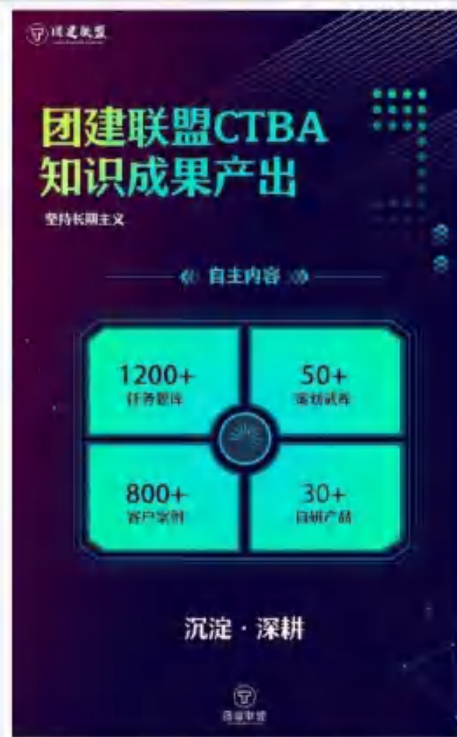 团建联盟
团建联盟CTBA
知识成果产出
坚持长期主义
自主内容
1200+
任务题库
50+
策划试库
800+
客户案例
30+
自研产品
沉淀 · 深耕
团建联盟